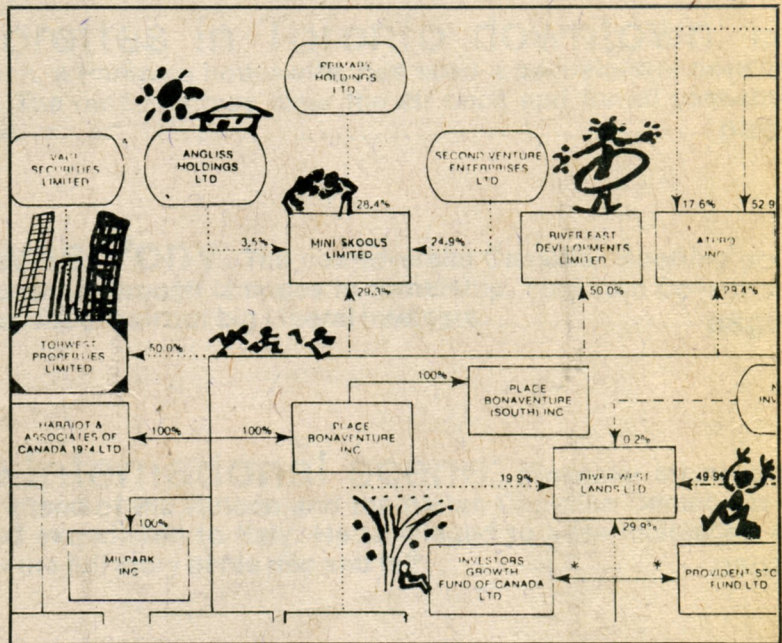 PRIMARY
HOLDINGS
LTD
SECURITIES
LIMITED
ANGLISS
HOLDINGS
LTD
SECOND VENTURE
ENTERPRISES
LTD
28.4%
17.6%
52.9
3.5%
MINI SKOOLS
LIMITED
24.9%
RIVER EAST
DEVELOPMENTS
LIMITED
INC
29.3%
50.0%
29.4%
TORWEST
PROPERTIES
LIMITED
50.0%
100%
PLACE
BONAVENTURE
(SOUTH) INC
HARRIOT &
ASSOCIATES OF
CANADA 1974 LTD
100%
100%
PLACE
BONAVENTURE
INC
0.2%
19.9%
RIVER WEST
LANDS LTD
49.9%
100%
29.9%
MILPARK
INC
INVESTORS
GROWTH
FUND OF CANADA
LTD
*
*
PROVIDENT STO
FUND LTD